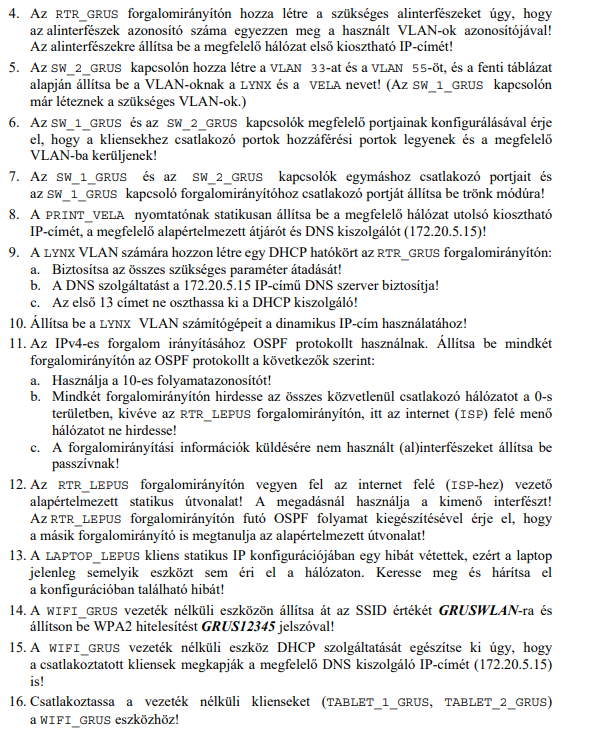 4. Az RTR_GRUS forgalomirányítón hozza létre a szükséges alinterfészeket úgy, hogy
az alinterfészek azonosító száma egyezzen meg a használt VLAN-ok azonosítójával!
Az alinterfészekre állítsa be a megfelelő hálózat első kiosztható IP-címét!
5. Az SW_2_GRUS kapcsolón hozza létre a VLAN 33-at és a VLAN 55-öt, és a fenti táblázat
alapján állítsa be a VLAN-oknak a LYNX és a VELA nevet! (Az SW_1_GRUS kapcsolón
már léteznek a szükséges VLAN-ok.)
6. Az SW_1_GRUS és az SW_2_GRUS kapcsolók megfelelő portjainak konfigurálásával érje
el, hogy a kliensekhez csatlakozó portok hozzáférési portok legyenek és a megfelelő
VLAN-ba kerüljenek!
7. Az SW_1_GRUS és az SW_2_GRUS kapcsolók egymáshoz csatlakozó portjait és
az SW_1_GRUS kapcsoló forgalomirányítóhoz csatlakozó portját állítsa be trönk módúra!
8. A PRINT_VELA nyomtatónak statikusan állítsa be a megfelelő hálózat utolsó kiosztható
IP-címét, a megfelelő alapértelmezett átjárót és DNS kiszolgálót (172.20.5.15)!
9. A LYNX VLAN számára hozzon létre egy DHCP hatókört az RTR_GRUS forgalomirányítón:
a. Biztosítsa az összes szükséges paraméter átadását!
b. A DNS szolgáltatást a 172.20.5.15 IP-című DNS szerver biztosítja!
c. Az első 13 címet ne oszthassa ki a DHCP kiszolgáló!
10. Állítsa be a LYNX VLAN számítógépeit a dinamikus IP-cím használatához!
11. Az IPv4-es forgalom irányításához OSPF protokollt használnak. Állítsa be mindkét
forgalomirányítón az OSPF protokollt a következők szerint:
a. Használja a 10-es folyamatazonosítót!
b. Mindkét forgalomirányítón hirdesse az összes közvetlenül csatlakozó hálózatot a 0-s
területben, kivéve az RTR_LEPUS forgalomirányítón, itt az internet (ISP) felé menő
hálózatot ne hirdesse!
c. A forgalomirányítási információk küldésére nem használt (al)interfészeket állítsa be
passzívnak!
12. Az RTR_LEPUS forgalomirányítón vegyen fel az internet felé (ISP-hez) vezető
alapértelmezett statikus útvonalat! A megadásnál használja a kimenő interfészt!
Az RTR_LEPUS forgalomirányítón futó OSPF folyamat kiegészítésével érje el, hogy
a másik forgalomirányító is megtanulja az alapértelmezett útvonalat!
13. A LAPTOP_LEPUS kliens statikus IP konfigurációjában egy hibát vétettek, ezért a laptop
jelenleg semelyik eszközt sem éri el a hálózaton. Keresse meg és hárítsa el
a konfigurációban található hibát!
14. A WIFI_GRUS vezeték nélküli eszközön állítsa át az SSID értékét GRUSWLAN-ra és
állítson be WPA2 hitelesítést GRUS12345 jelszóval!
15. A WIFI_GRUS vezeték nélküli eszköz DHCP szolgáltatását egészítse ki úgy, hogy
a csatlakoztatott kliensek megkapják a megfelelő DNS kiszolgáló IP-címét (172.20.5.15)
is!
16. Csatlakoztassa a vezeték nélküli klienseket (TABLET_1_GRUS, TABLET_2_GRUS)
a WIFI_GRUS eszközhöz!